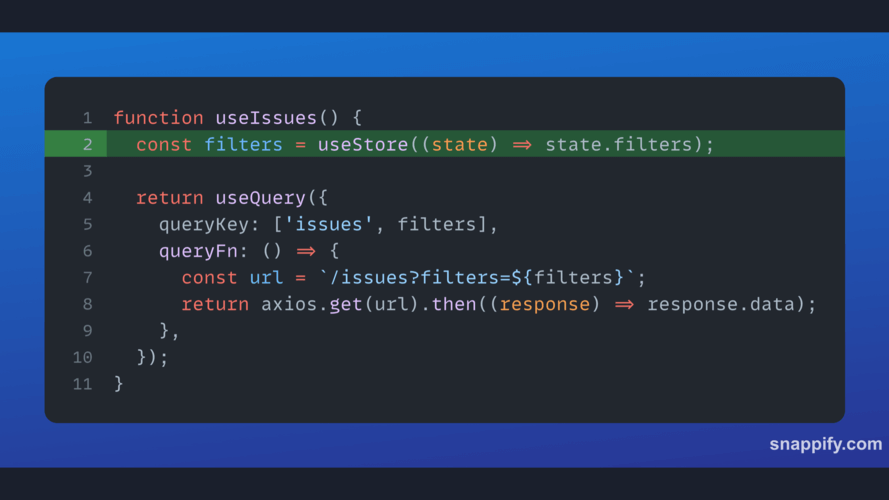 1 function useIssues() {
2 const filters = useStore((state) => state.filters);
3
4 return useQuery({
5 queryKey: ['issues', filters],
6 queryFn: () => {
7 const url = `/issues?filters=${filters}`;
8 return axios.get(url).then((response) => response.data);
9 },
10 });
11 }
snappify.com